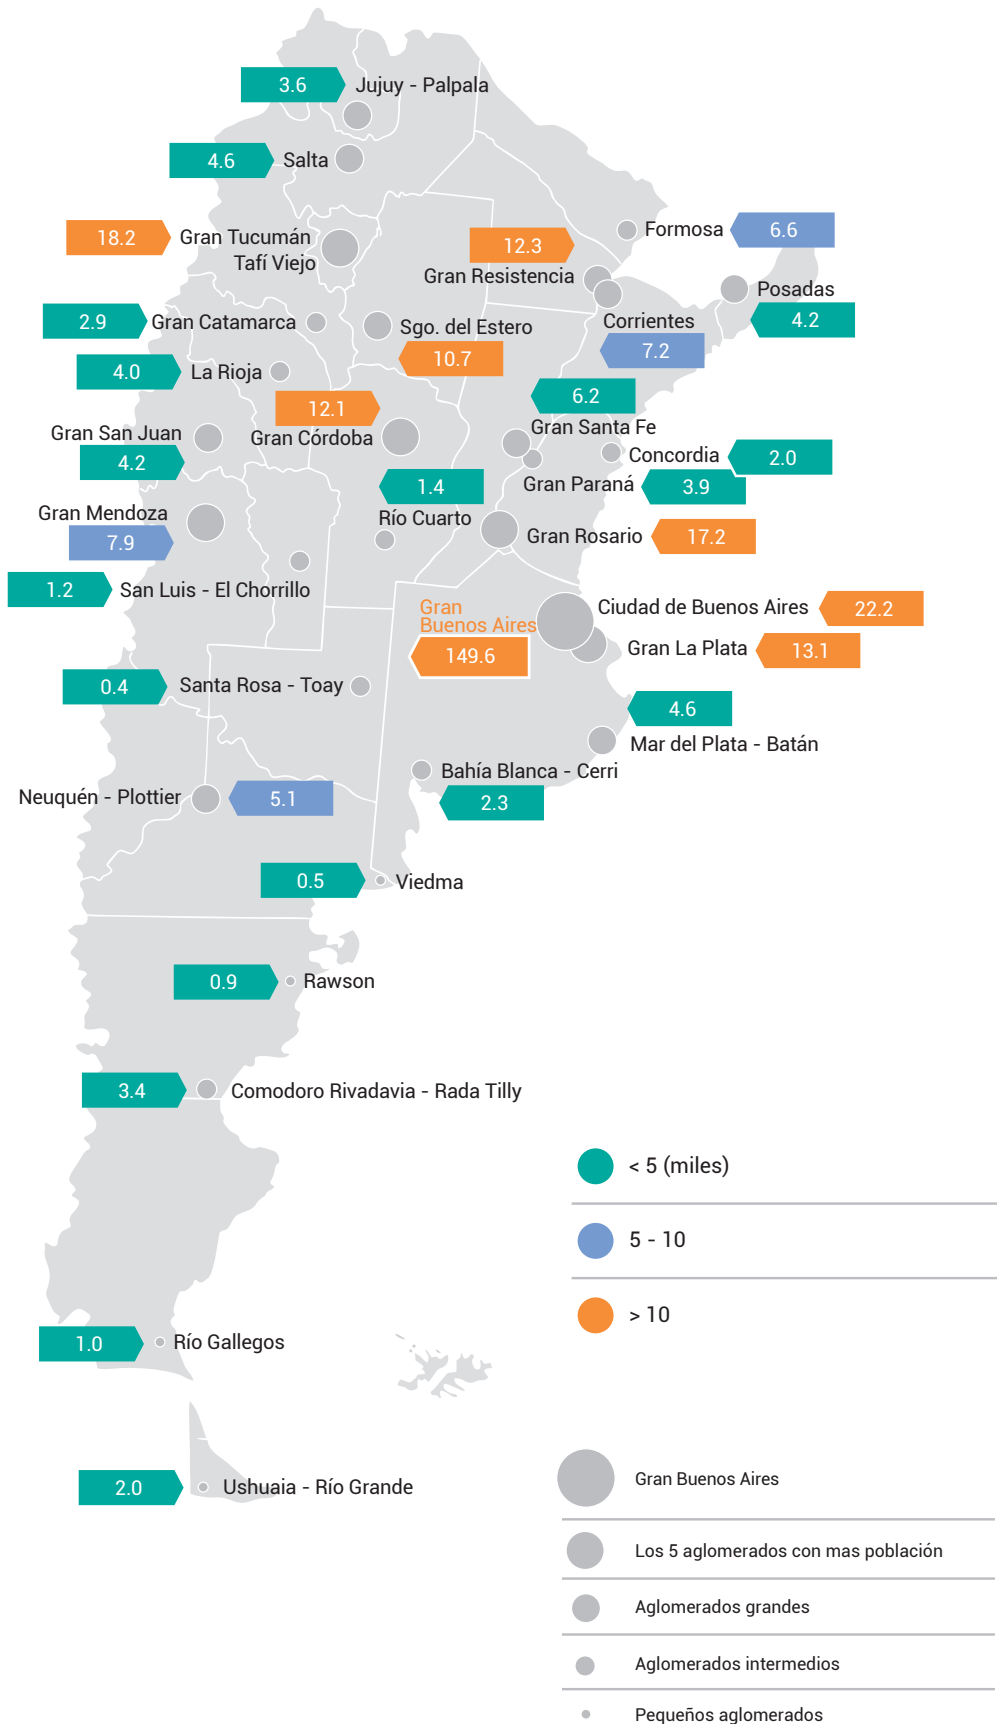 3.6
Jujuy - Palpala
4.6
Salta
18.2
Gran Tucumán
Tafí Viejo
12.3
Gran Resistencia
Formosa
6.6
Posadas
4.2
2.9
Gran Catamarca
Sgo. del Estero
10.7
Corrientes
7.2
4.0
La Rioja
12.1
Gran Córdoba
6.2
Gran Santa Fe
Gran San Juan
4.2
Concordia
2.0
Gran Paraná
3.9
1.4
Río Cuarto
Gran Mendoza
7.9
Gran Rosario
17.2
1.2
San Luis - El Chorrillo
Gran
Buenos Aires
149.6
Ciudad de Buenos Aires
22.2
Gran La Plata
13.1
0.4
Santa Rosa - Toay
4.6
Mar del Plata - Batán
Neuquén - Plottier
5.1
Bahía Blanca - Cerri
2.3
0.5
Viedma
0.9
Rawson
3.4
Comodoro Rivadavia - Rada Tilly
< 5 (miles)
5 - 10
> 10
1.0
Río Gallegos
2.0
Ushuaia - Río Grande
Gran Buenos Aires
Los 5 aglomerados con mas población
Aglomerados grandes
Aglomerados intermedios
Pequeños aglomerados